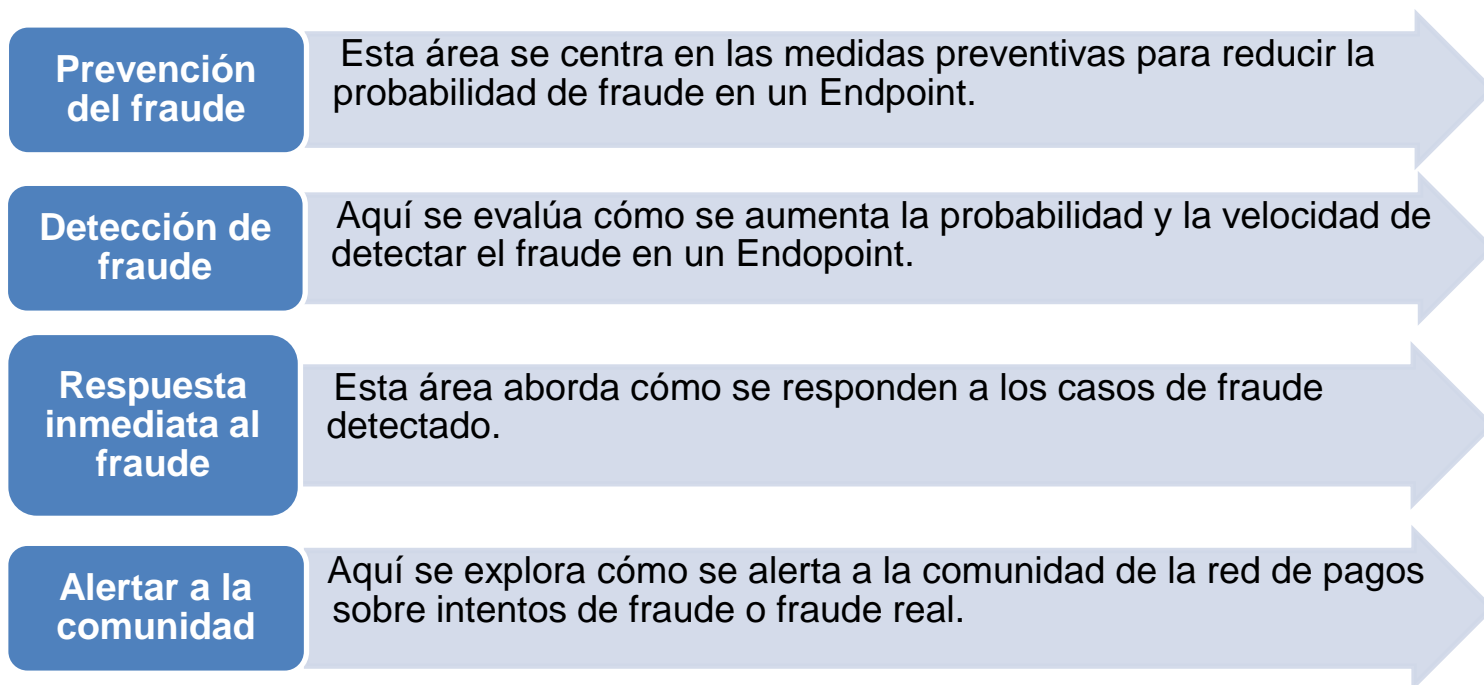 Prevención
del fraude
Esta área se centra en las medidas preventivas para reducir la
probabilidad de fraude en un Endpoint.
Detección de
fraude
Aquí se evalúa cómo se aumenta la probabilidad y la velocidad de
detectar el fraude en un Endopoint.
Respuesta
inmediata al
fraude
Esta área aborda cómo se responden a los casos de fraude
detectado.
Alertar a la
comunidad
Aquí se explora cómo se alerta a la comunidad de la red de pagos
sobre intentos de fraude o fraude real.